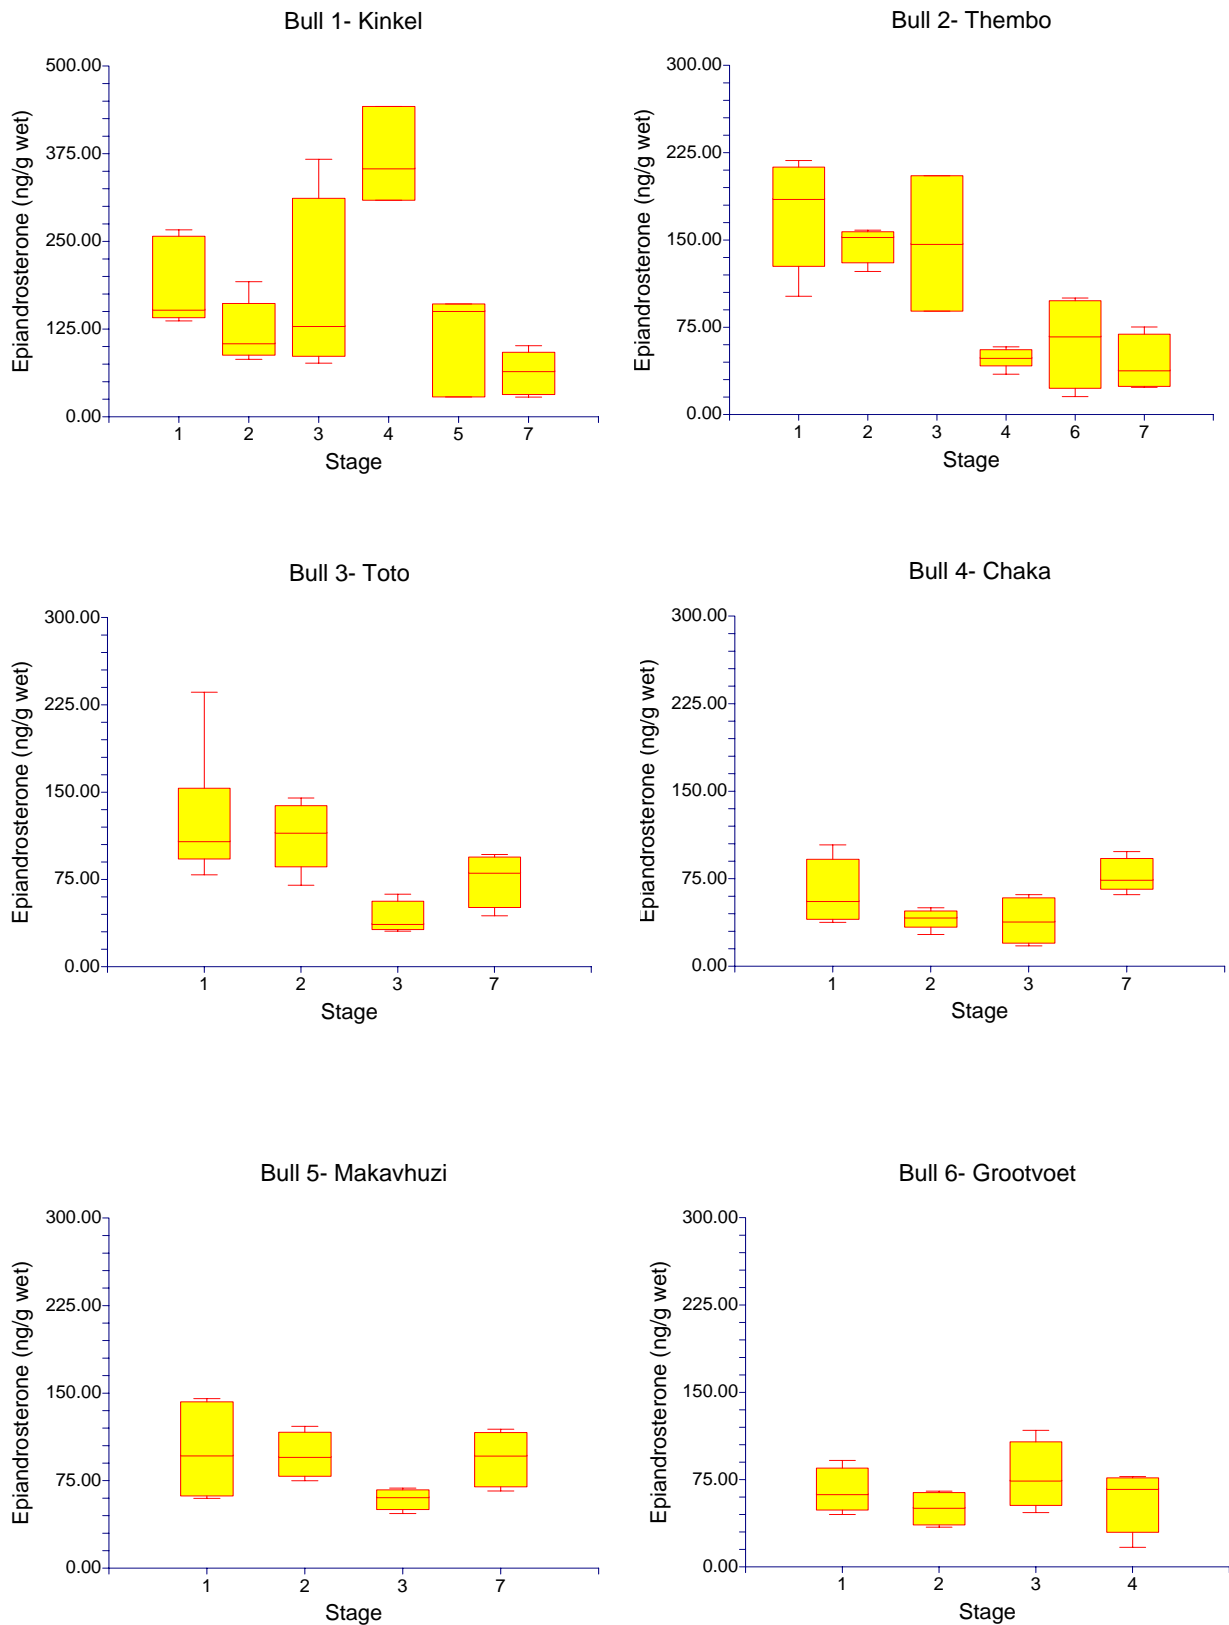 Bull 1- Kinkel
500.00
375.00
250.00
125.00
0.00
Epiandrosterone (ng/g wet)
1 2 3 4 5 7
Stage
Bull 2- Thembo
300.00
225.00
150.00
75.00
0.00
Epiandrosterone (ng/g wet)
1 2 3 4 6 7
Stage
Bull 3- Toto
300.00
225.00
150.00
75.00
0.00
Epiandrosterone (ng/g wet)
1 2 3 7
Stage
Bull 4- Chaka
300.00
225.00
150.00
75.00
0.00
Epiandrosterone (ng/g wet)
1 2 3 7
Stage
Bull 5- Makavhuzi
300.00
225.00
150.00
75.00
0.00
Epiandrosterone (ng/g wet)
1 2 3 7
Stage
Bull 6- Grootvoet
300.00
225.00
150.00
75.00
0.00
Epiandrosterone (ng/g wet)
1 2 3 4
Stage